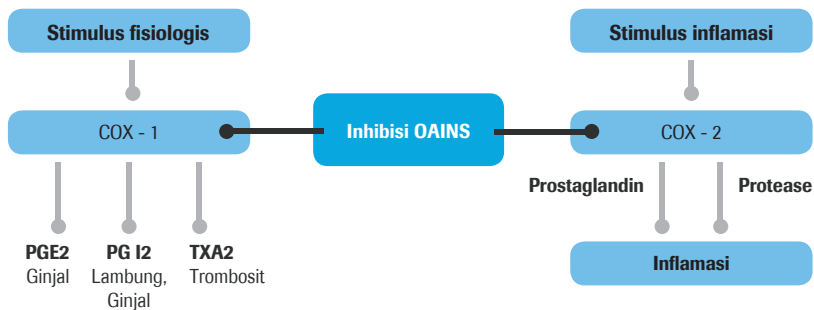 Stimulus fisiologis
Stimulus inflamasi
COX - 1
Inhibisi OAINS
COX - 2
Prostaglandin
Protease
PGE2
Ginjal
PG I2
Lambung,
Ginjal
TXA2
Trombosit
Inflamasi